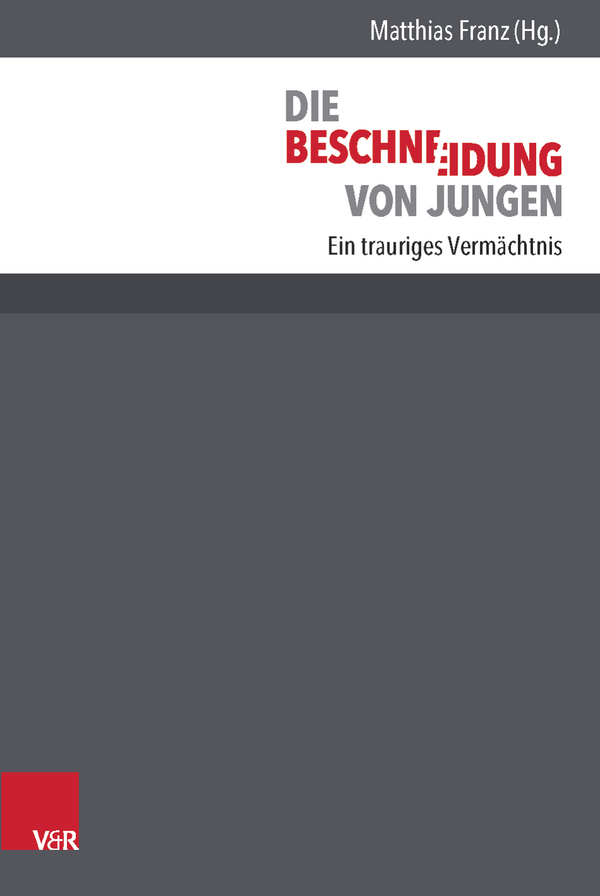 Matthias Franz (Hg.)
DIE
BESCHNEIDUNG
VON JUNGEN
Ein trauriges Vermächtnis
V&R